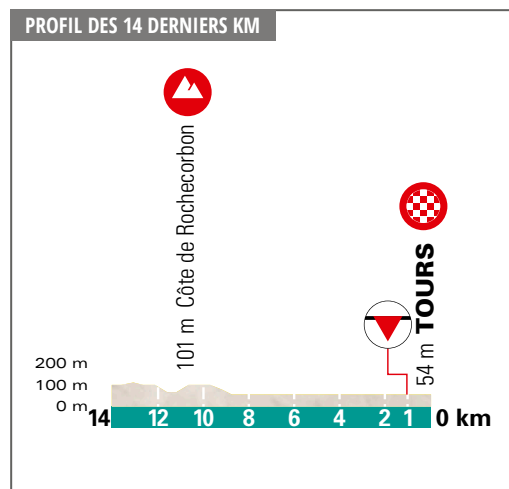 PROFIL DES 14 DERNIERS KM
101 m Côte de Rochecorbon
54 m TOURS
200 m
100 m
0 m
14 12 10 8 6 4 2 1 0 km